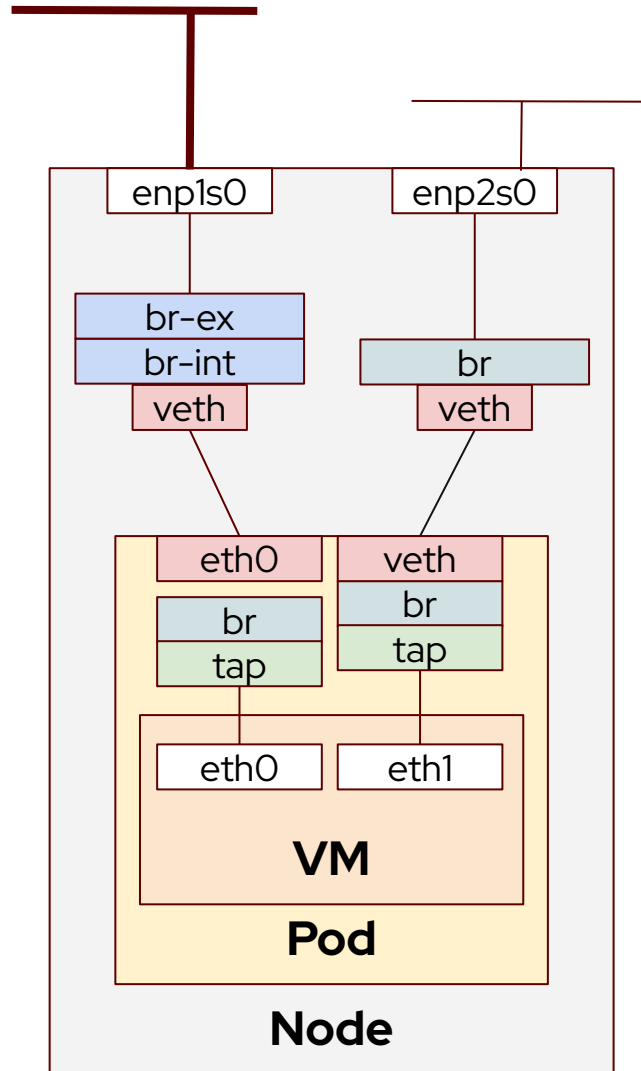 enp1s0
enp2s0
br-ex
br-int
veth
br
veth
eth0
br
tap
veth
br
tap
eth0
eth1
VM
Pod
Node